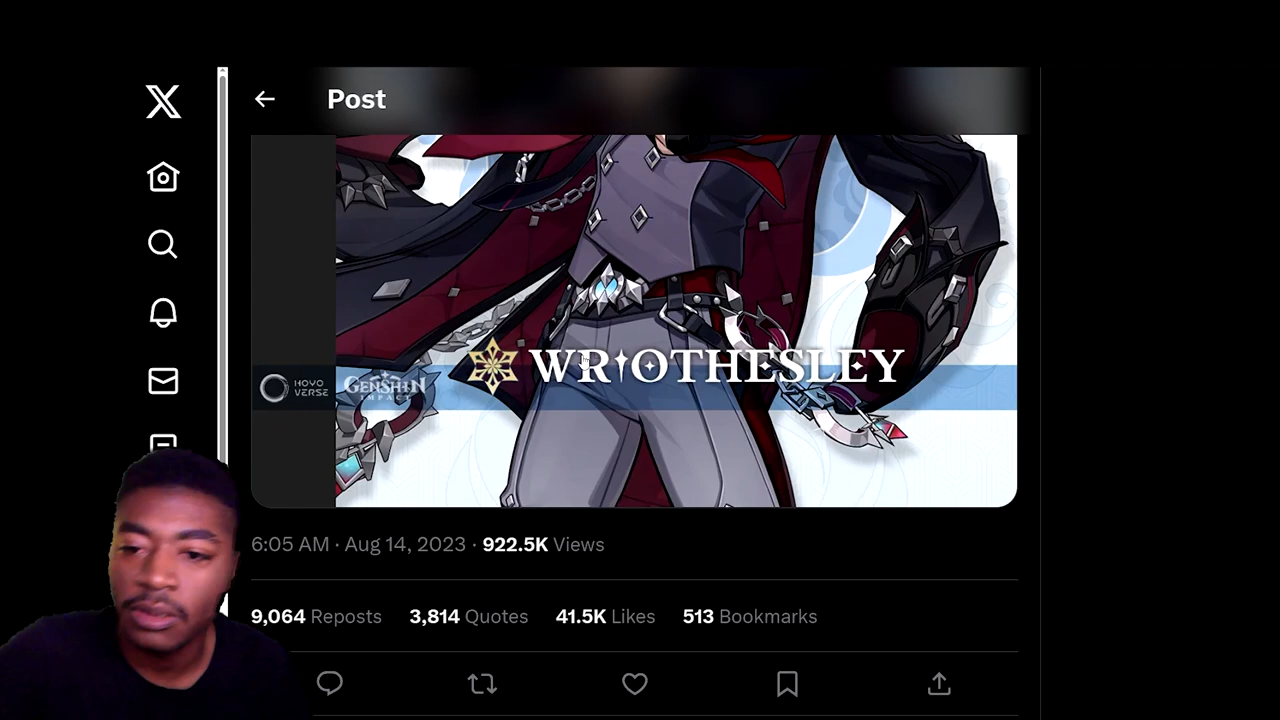 Post
WRIOTHESLEY
HOYO
VERSE
GENSHIN
IMPACT
6:05 AM · Aug 14, 2023 · 922.5K Views
9,064 Reposts 3,814 Quotes 41.5K Likes 513 Bookmarks